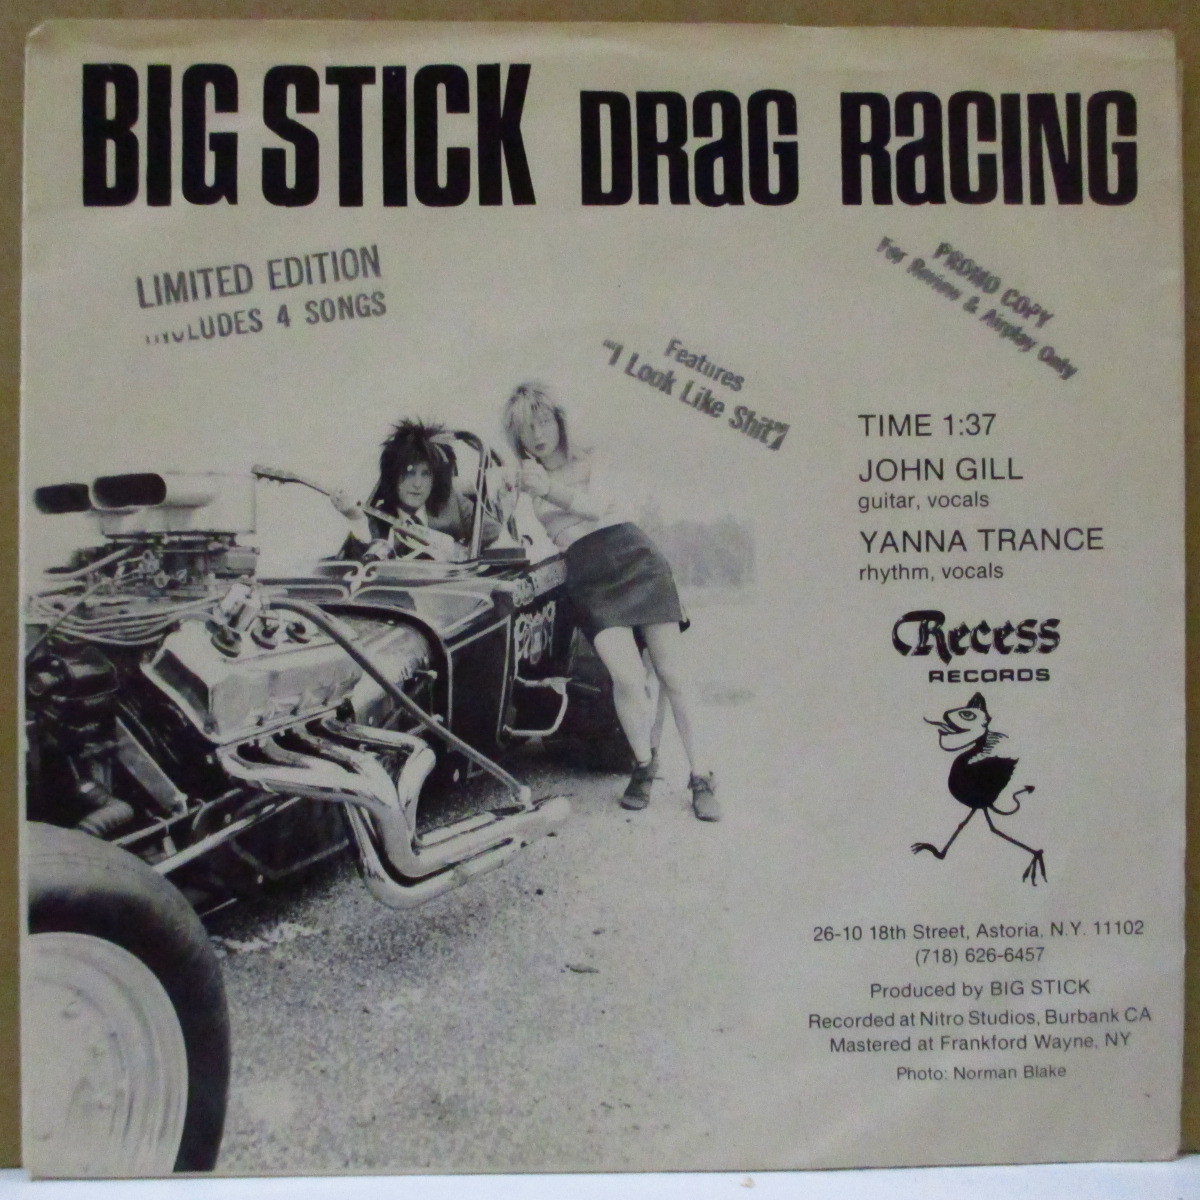 BIG STICK DRAG RACING
LIMITED EDITION
INCLUDES 4 SONGS
PROMO COPY
For Review & Airplay Only
Features
"I Look Like Shit"
TIME 1:37
JOHN GILL
guitar, vocals
YANNA TRANCE
rhythm, vocals
Recess
RECORDS
26-10 18th Street, Astoria, N.Y. 11102
(718) 626-6457
Produced by BIG STICK
Recorded at Nitro Studios, Burbank CA
Mastered at Frankford Wayne, NY
Photo: Norman Blake